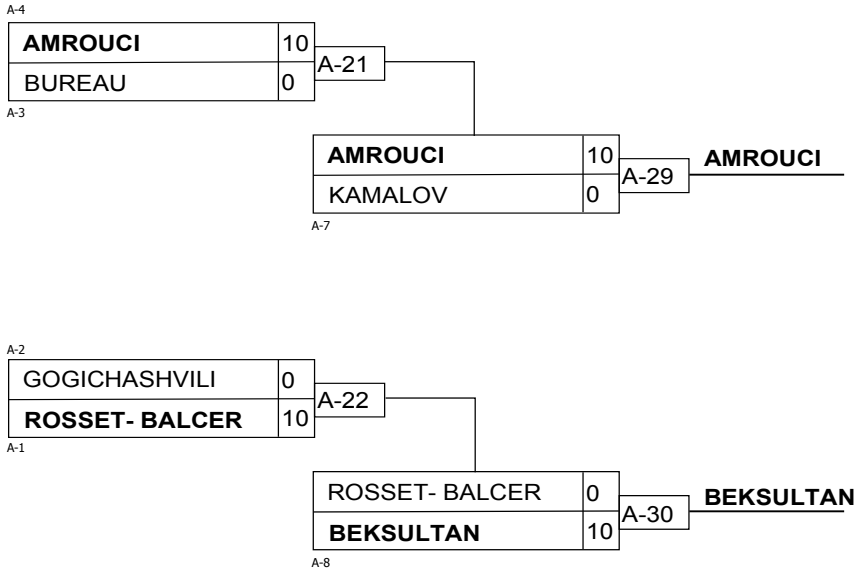 A-4
AMROUCI 10
A-21
BUREAU 0
A-3
AMROUCI 10
A-29
AMROUCI
KAMALOV 0
A-7
A-2
GOGICHASHVILI 0
A-22
ROSSET- BALCER 10
A-1
ROSSET- BALCER 0
A-30
BEKSULTAN
BEKSULTAN 10
A-8